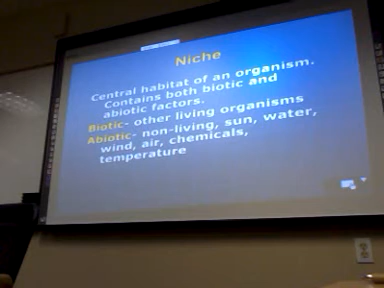 Niche
Central habitat of an organism.
Contains both biotic and
abiotic factors.
Biotic- other living organisms
Abiotic- non-living, sun, water,
wind, air, chemicals,
temperature